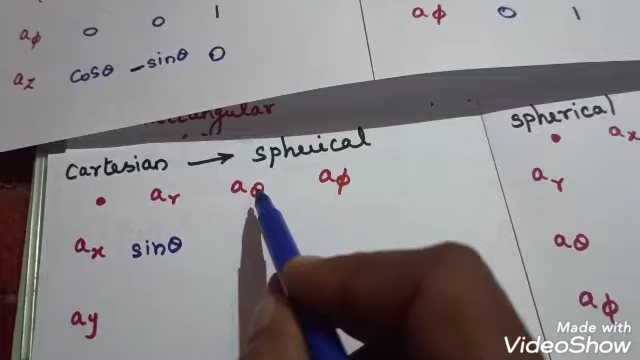 aφ 0 0 1
az cosθ -sinθ 0
aφ 0 1
Cartesian → spherical
• ar aθ aφ
ax sinθ
ay
spherical
• ax
ar
aθ
aφ
Made with
VideoShow